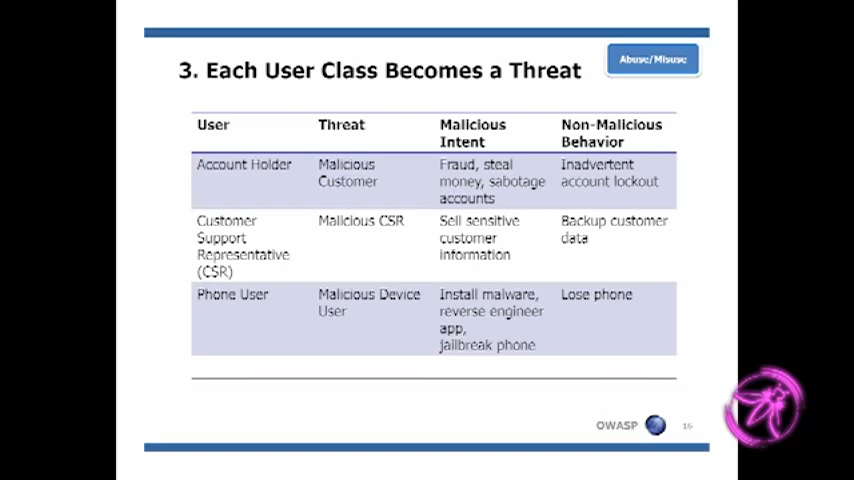 Abuse/Misuse
3. Each User Class Becomes a Threat
User Threat Malicious Intent Non-Malicious Behavior
Account Holder Malicious Customer Fraud, steal money, sabotage accounts Inadvertent account lockout
Customer Support Representative (CSR) Malicious CSR Sell sensitive customer information Backup customer data
Phone User Malicious Device User Install malware, reverse engineer app, jailbreak phone Lose phone
OWASP 16